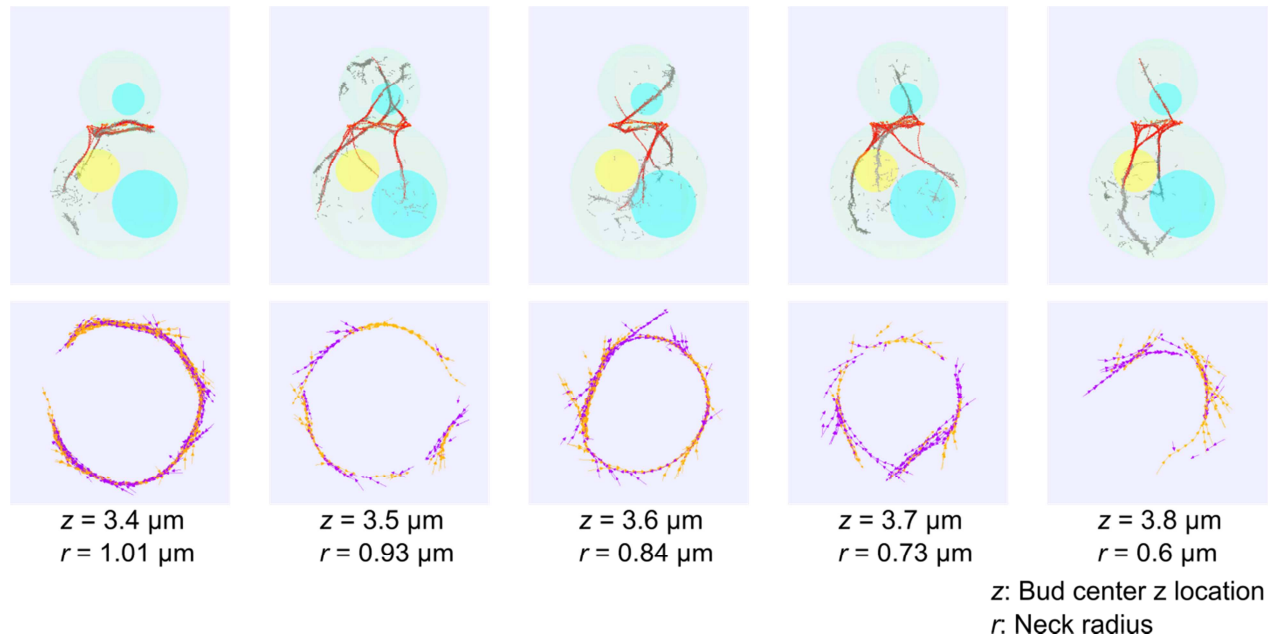 z = 3.4 µm
r = 1.01 µm
z = 3.5 µm
r = 0.93 µm
z = 3.6 µm
r = 0.84 µm
z = 3.7 µm
r = 0.73 µm
z = 3.8 µm
r = 0.6 µm
z: Bud center z location
r: Neck radius